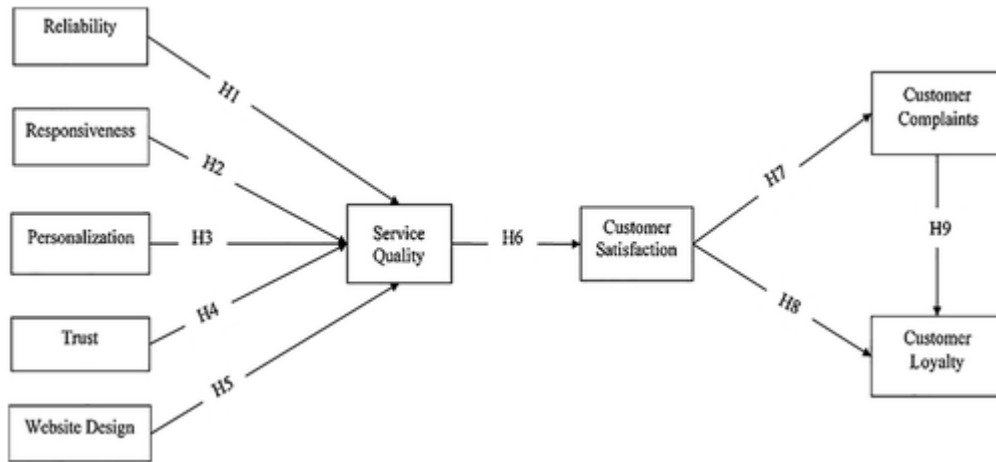 Reliability
H1
Responsiveness
H2
Personalization
H3
Trust
H4
Website Design
H5
Service
Quality
H6
Customer
Satisfaction
H7
H8
Customer
Complaints
H9
Customer
Loyalty